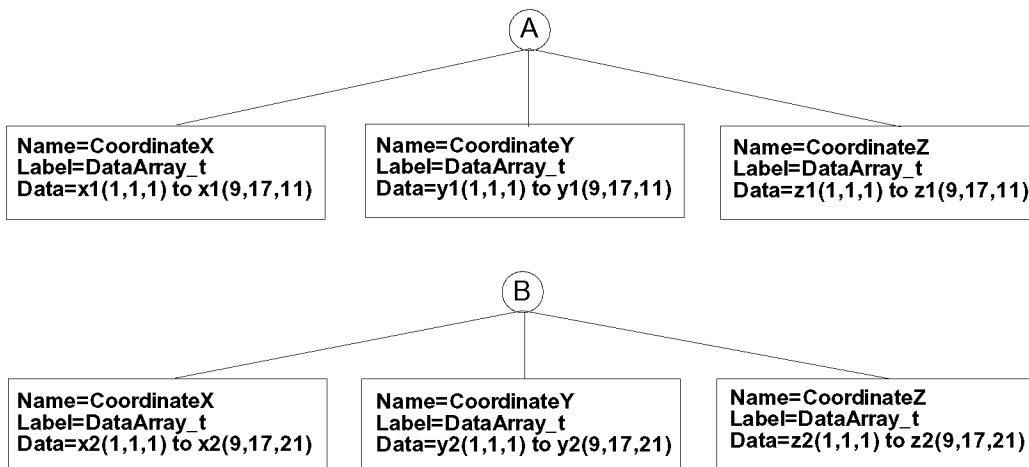 A
Name=CoordinateX
Label=DataArray_t
Data=x1(1,1,1) to x1(9,17,11)
Name=CoordinateY
Label=DataArray_t
Data=y1(1,1,1) to y1(9,17,11)
Name=CoordinateZ
Label=DataArray_t
Data=z1(1,1,1) to z1(9,17,11)
B
Name=CoordinateX
Label=DataArray_t
Data=x2(1,1,1) to x2(9,17,21)
Name=CoordinateY
Label=DataArray_t
Data=y2(1,1,1) to y2(9,17,21)
Name=CoordinateZ
Label=DataArray_t
Data=z2(1,1,1) to z2(9,17,21)